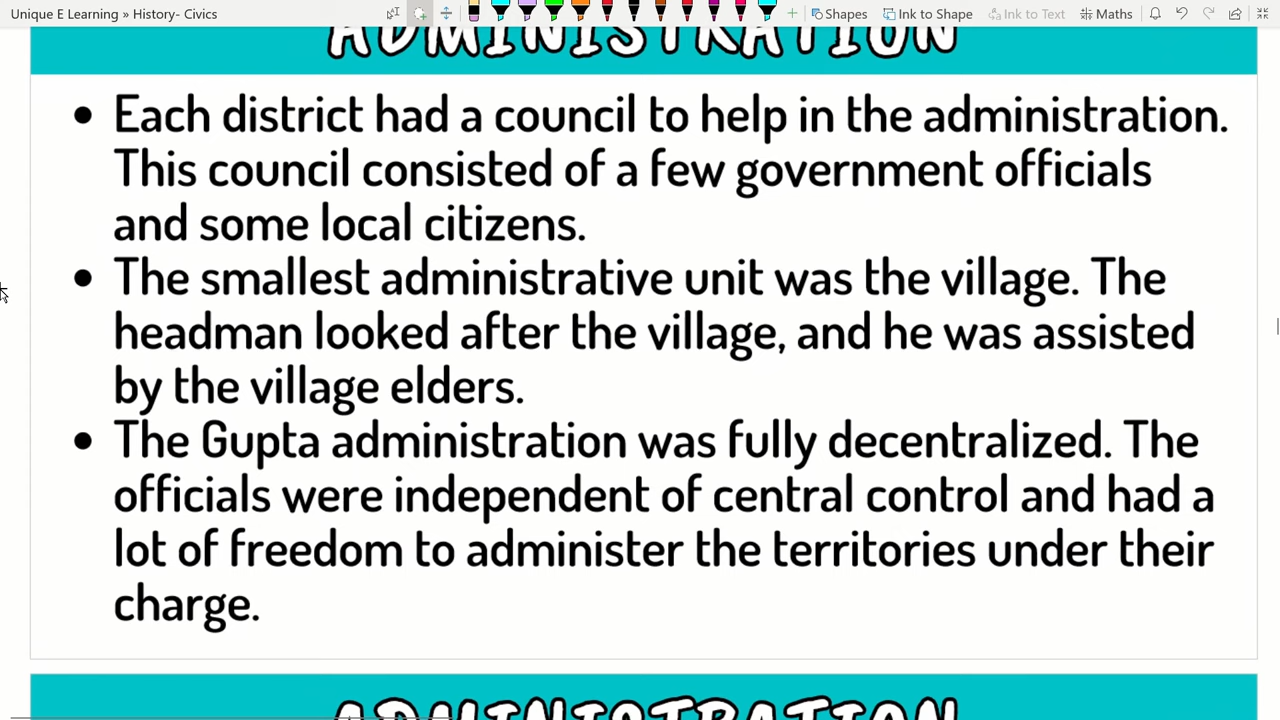 Unique E Learning » History- Civics
Shapes
Ink to Shape
Ink to Text
Maths
ADMINISTRATION
• Each district had a council to help in the administration.
This council consisted of a few government officials
and some local citizens.
• The smallest administrative unit was the village. The
headman looked after the village, and he was assisted
by the village elders.
• The Gupta administration was fully decentralized. The
officials were independent of central control and had a
lot of freedom to administer the territories under their
charge.
ADMINISTRATION